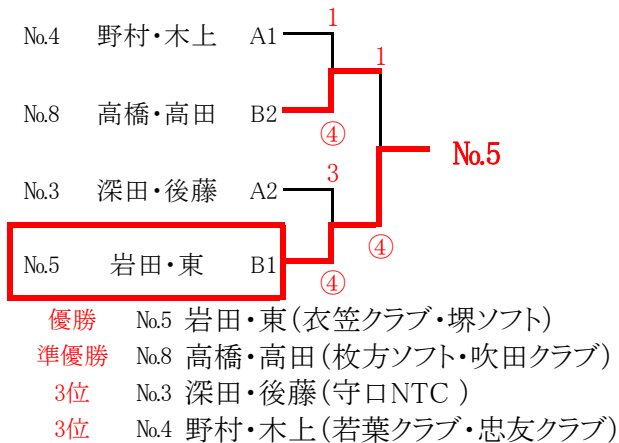 1
№4 野村・木上 A1
1
№8 高橋・高田 B2
④
№5
3
№3 深田・後藤 A2
④
№5 岩田・東 B1
④
優勝 №5 岩田・東(衣笠クラブ・堺ソフト)
準優勝 №8 高橋・高田(枚方ソフト・吹田クラブ)
3位 №3 深田・後藤(守口NTC )
3位 №4 野村・木上(若葉クラブ・忠友クラブ)